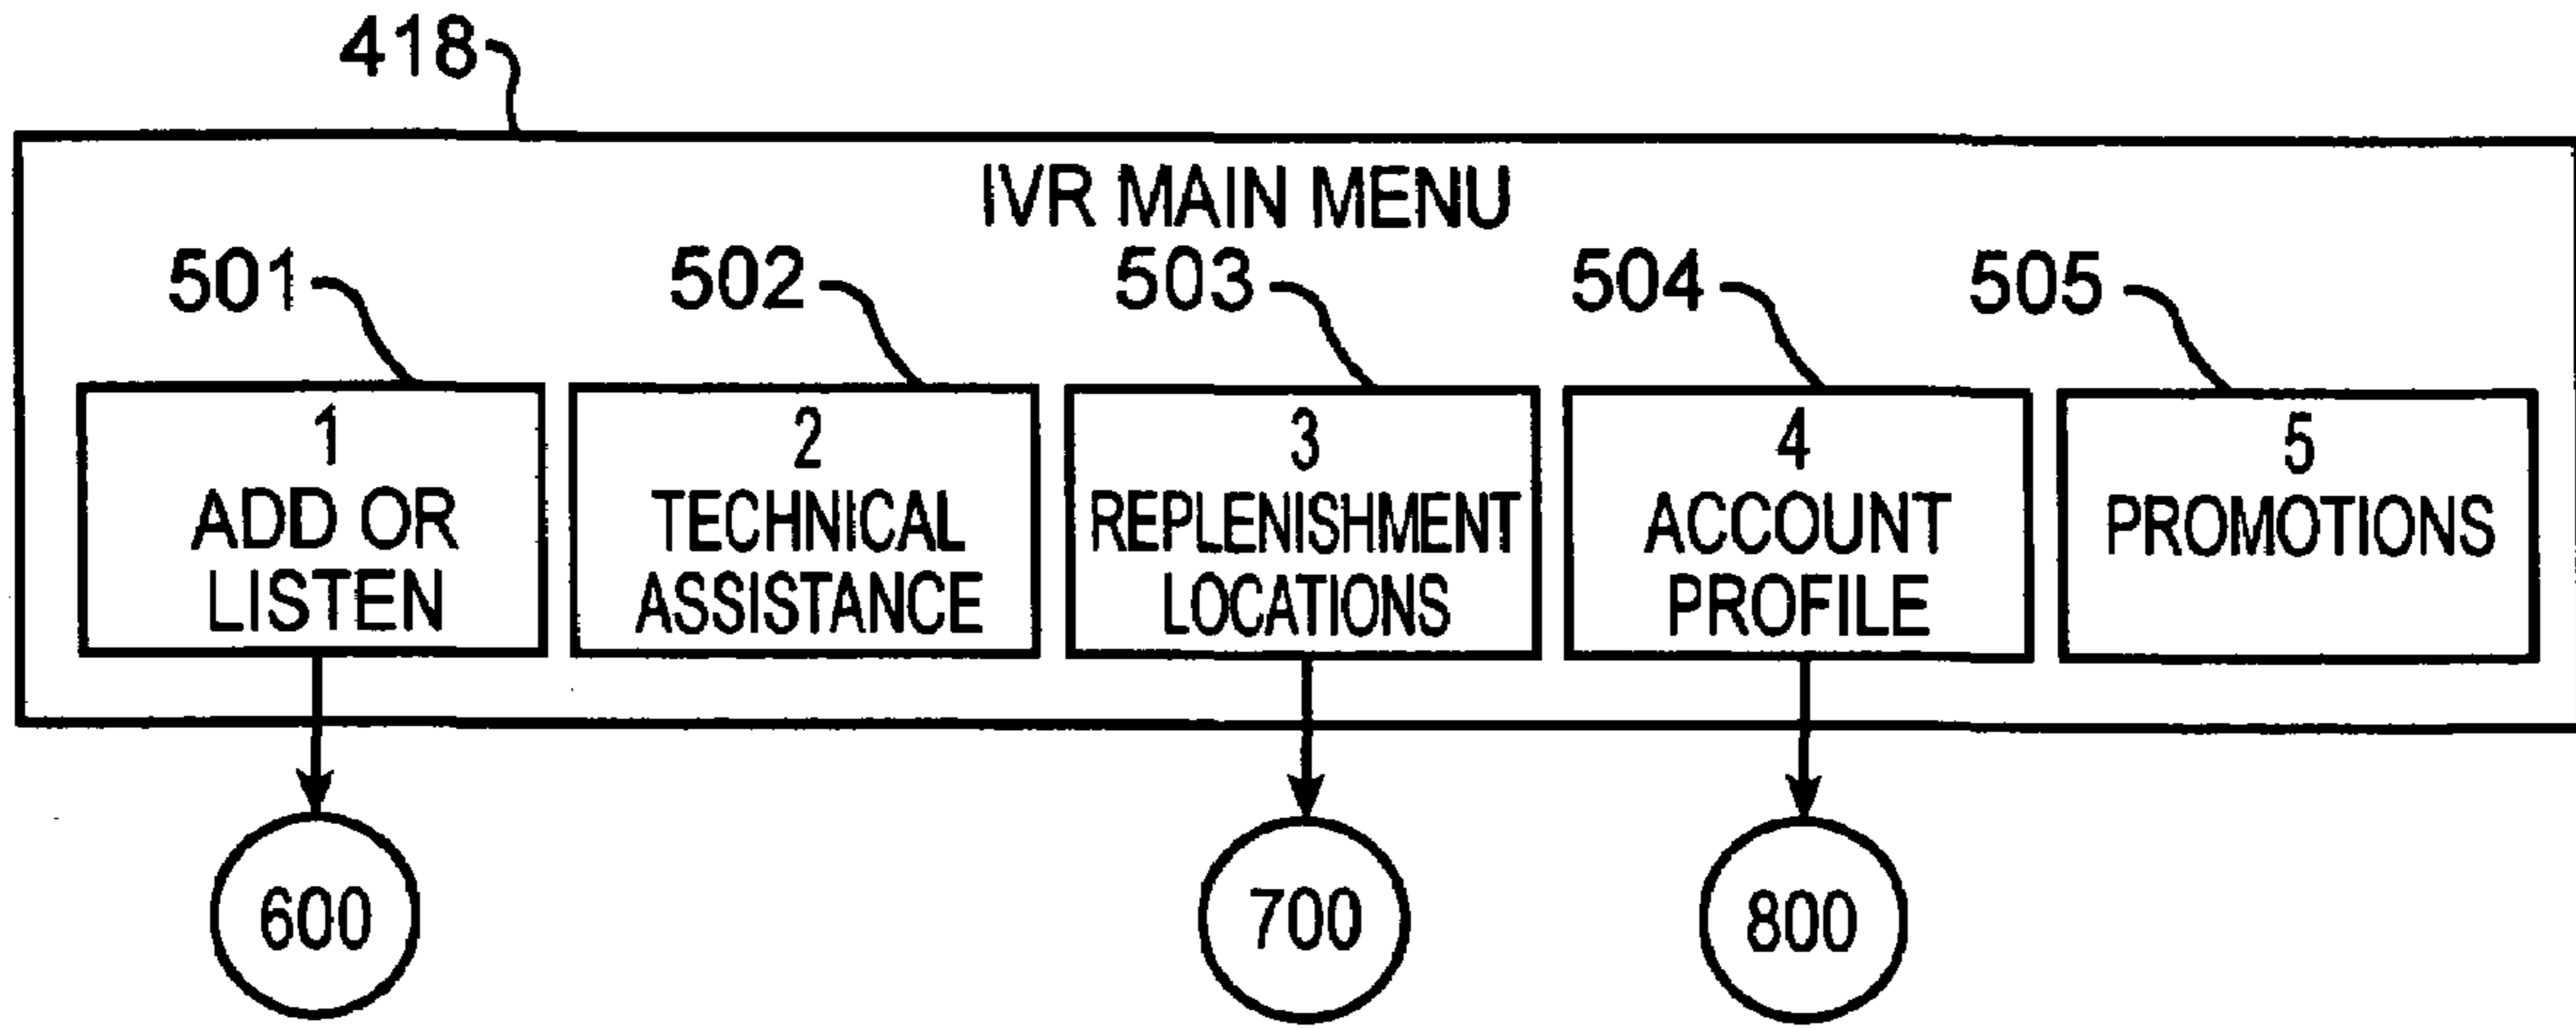 418
IVR MAIN MENU
501
502
503
504
505
1
ADD OR
LISTEN
2
TECHNICAL
ASSISTANCE
3
REPLENISHMENT
LOCATIONS
4
ACCOUNT
PROFILE
5
PROMOTIONS
600
700
800